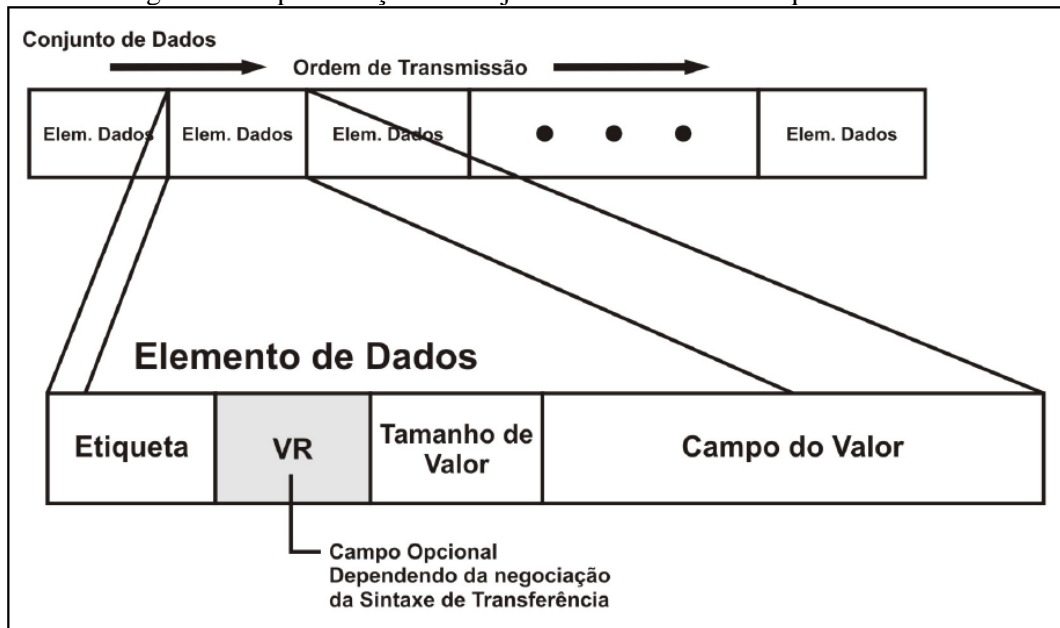 Conjunto de Dados
Ordem de Transmissão
Elem. Dados
Elem. Dados
Elem. Dados
Elem. Dados
Elemento de Dados
Etiqueta
VR
Tamanho de
Valor
Campo do Valor
Campo Opcional
Dependendo da negociação
da Sintaxe de Transferência